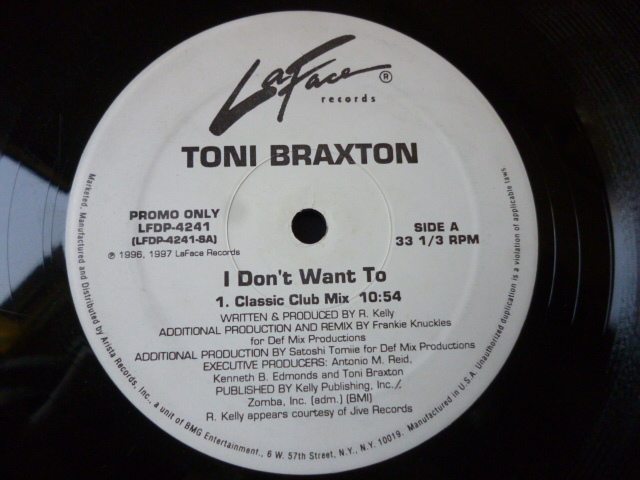 LaFace ®
records
TONI BRAXTON
PROMO ONLY
LFDP-4241
(LFDP-4241-SA)
℗ 1996, 1997 LaFace Records
SIDE A
33 1/3 RPM
I Don't Want To
1. Classic Club Mix 10:54
WRITTEN & PRODUCED BY R. Kelly
ADDITIONAL PRODUCTION AND REMIX BY Frankie Knuckles
for Def Mix Productions
ADDITIONAL PRODUCTION BY Satoshi Tomiie for Def Mix Productions
EXECUTIVE PRODUCERS: Antonio M. Reid,
Kenneth B. Edmonds and Toni Braxton
PUBLISHED BY Kelly Publishing, Inc./
Zomba, Inc. (adm.) (BMI)
R. Kelly appears courtesy of Jive Records
Marketed, Manufactured and Distributed by Arista Records, Inc., a unit of BMG Entertainment., 6 W. 57th Street, N.Y., N.Y. 10019. Manufactured in U.S.A. Unauthorized duplication is a violation of applicable laws.